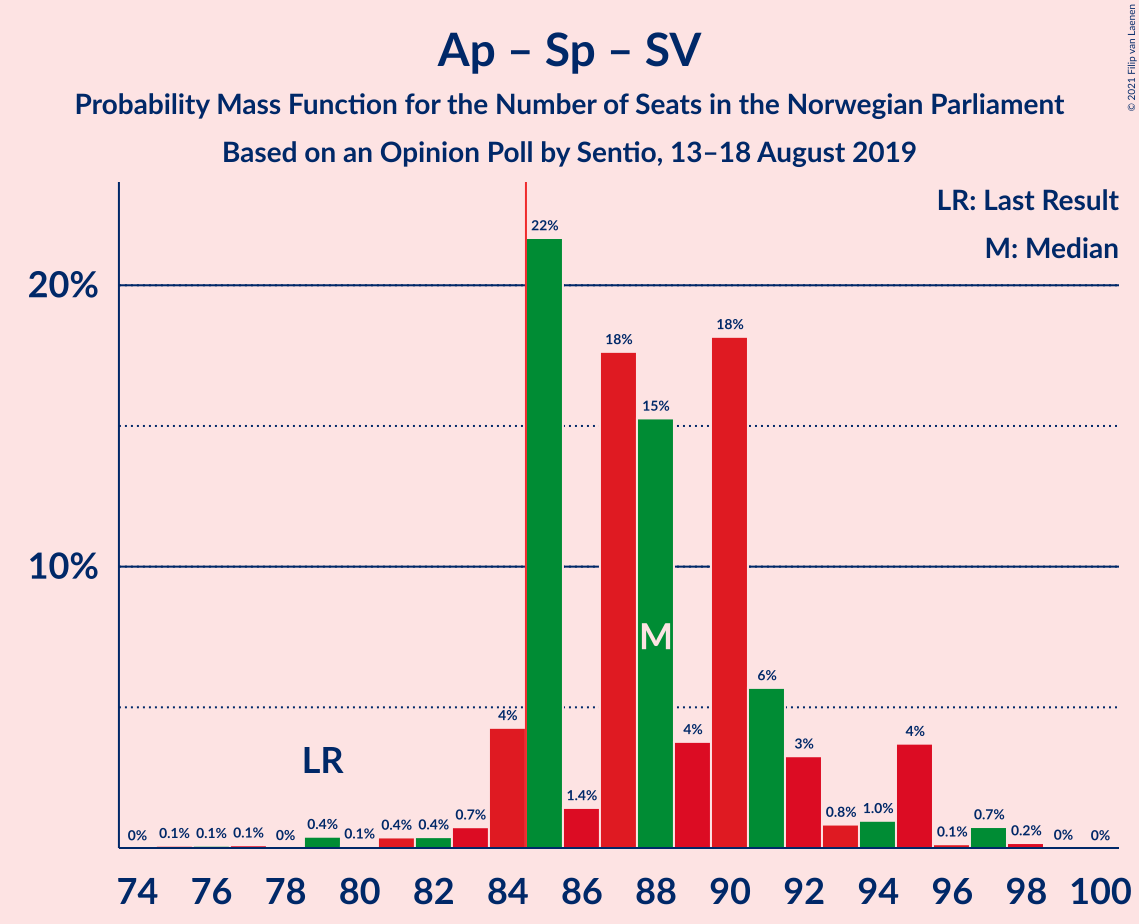 Ap – Sp – SV
Probability Mass Function for the Number of Seats in the Norwegian Parliament
Based on an Opinion Poll by Sentio, 13–18 August 2019
© 2021 Filip van Laenen
LR: Last Result
M: Median
20%
10%
0% 0.1% 0.1% 0.1% 0% 0.4% 0.1% 0.4% 0.4% 0.7% 4% 22% 1.4% 18% 15% 4% 18% 6% 3% 0.8% 1.0% 4% 0.1% 0.7% 0.2% 0% 0%
LR
M
74 76 78 80 82 84 86 88 90 92 94 96 98 100